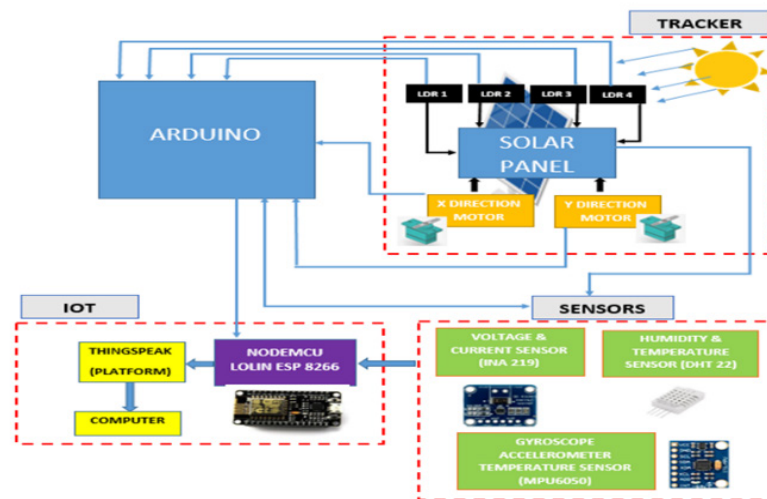 TRACKER
LDR 1
LDR 2
LDR 3
LDR 4
ARDUINO
SOLAR
PANEL
X DIRECTION
MOTOR
Y DIRECTION
MOTOR
IOT
SENSORS
THINGSPEAK
(PLATFORM)
NODEMCU
LOLIN ESP 8266
COMPUTER
VOLTAGE &
CURRENT SENSOR
(INA 219)
HUMIDITY &
TEMPERATURE
SENSOR (DHT 22)
GYROSCOPE
ACCELEROMETER
TEMPERATURE SENSOR
(MPU6050)